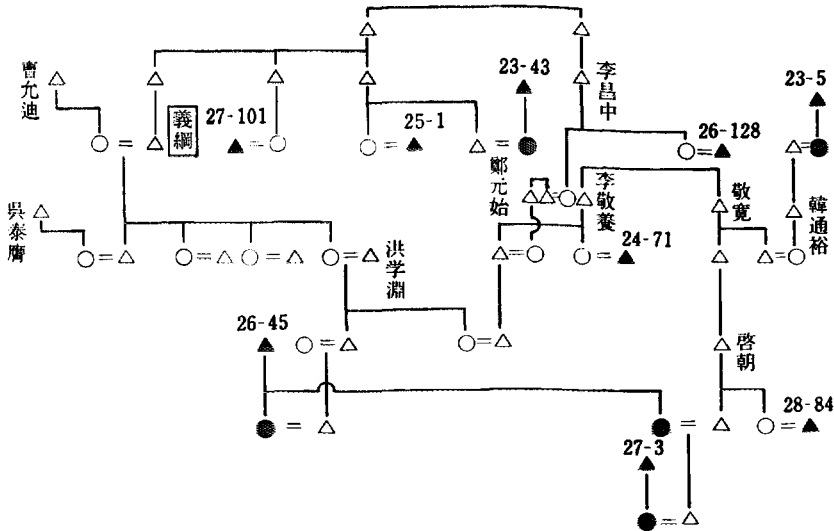 23-43
23-5
李昌中
曹允迪
義綱
27-101
25-1
26-128
鄭元始
李敬養
敬寛
韓通裕
呉泰膺
洪学淵
24-71
26-45
啓朝
28-84
27-3